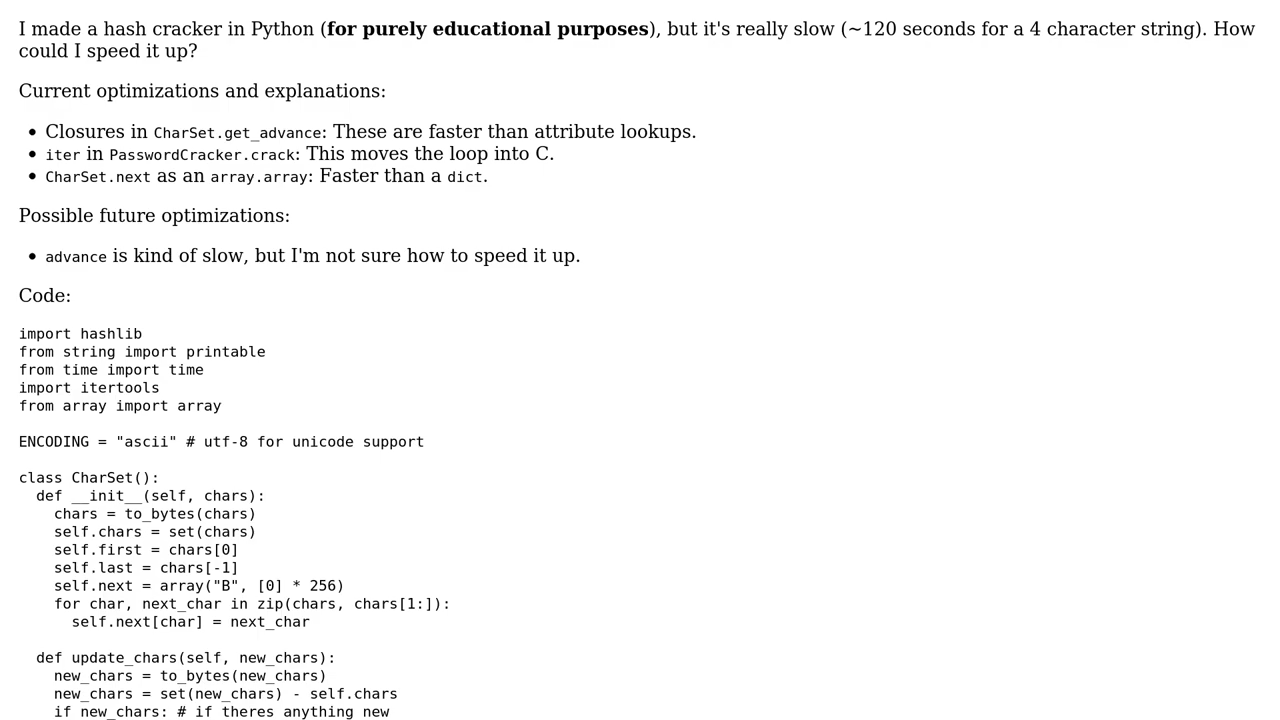 I made a hash cracker in Python (for purely educational purposes), but it's really slow (~120 seconds for a 4 character string). How
could I speed it up?
Current optimizations and explanations:
• Closures in CharSet.get_advance: These are faster than attribute lookups.
• iter in PasswordCracker.crack: This moves the loop into C.
• CharSet.next as an array.array: Faster than a dict.
Possible future optimizations:
• advance is kind of slow, but I'm not sure how to speed it up.
Code:
import hashlib
from string import printable
from time import time
import itertools
from array import array
ENCODING = "ascii" # utf-8 for unicode support
class CharSet():
  def __init__(self, chars):
    chars = to_bytes(chars)
    self.chars = set(chars)
    self.first = chars[0]
    self.last = chars[-1]
    self.next = array("B", [0] * 256)
    for char, next_char in zip(chars, chars[1:]):
      self.next[char] = next_char
  def update_chars(self, new_chars):
    new_chars = to_bytes(new_chars)
    new_chars = set(new_chars) - self.chars
    if new_chars: # if theres anything new